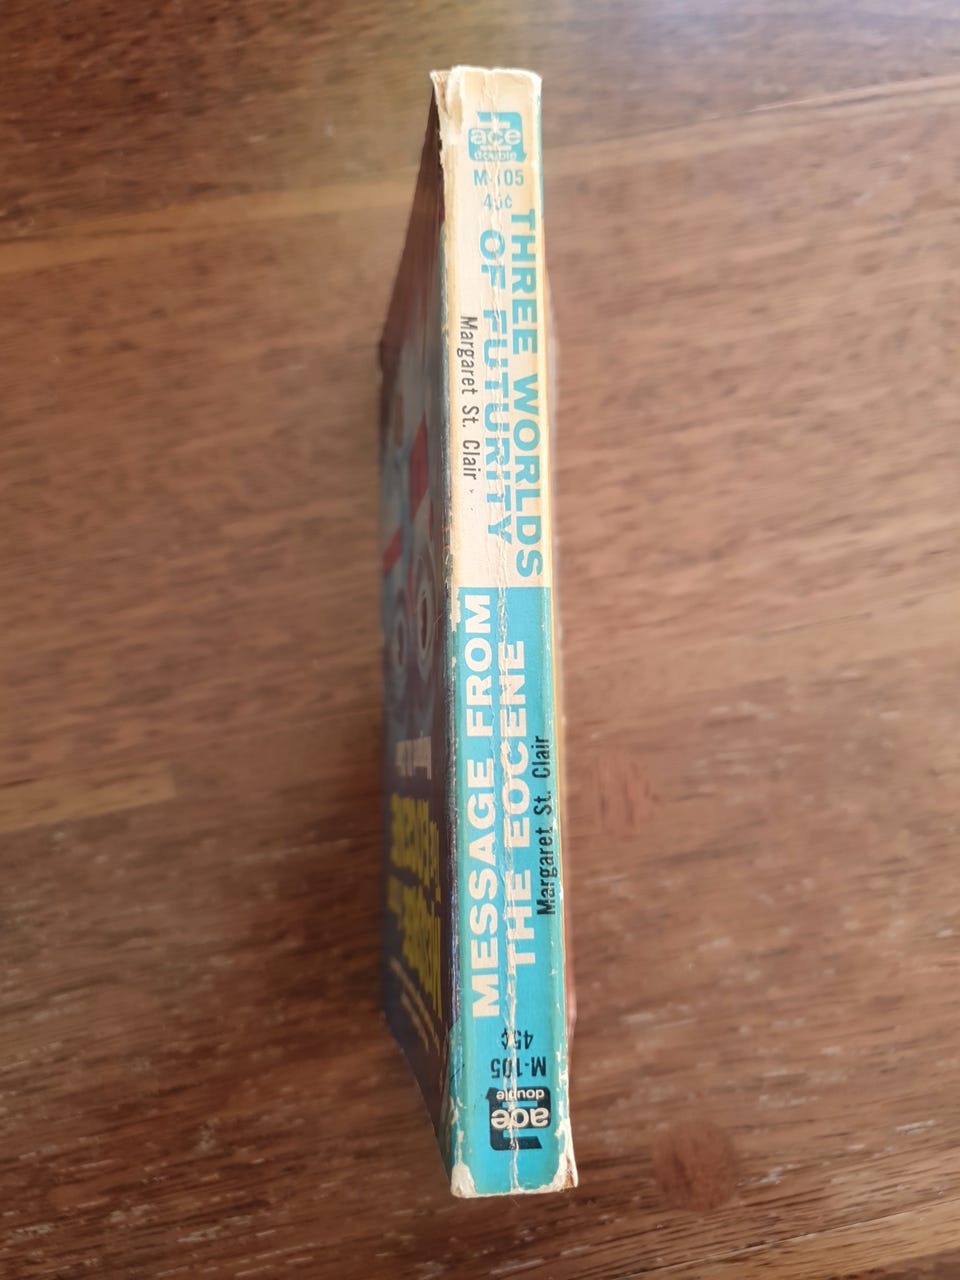 ace
double
M-105
45¢
THREE WORLDS
OF FUTURITY
Margaret St. Clair
MESSAGE FROM
THE EOCENE
Margaret St. Clair
45¢
M-105
ace
double